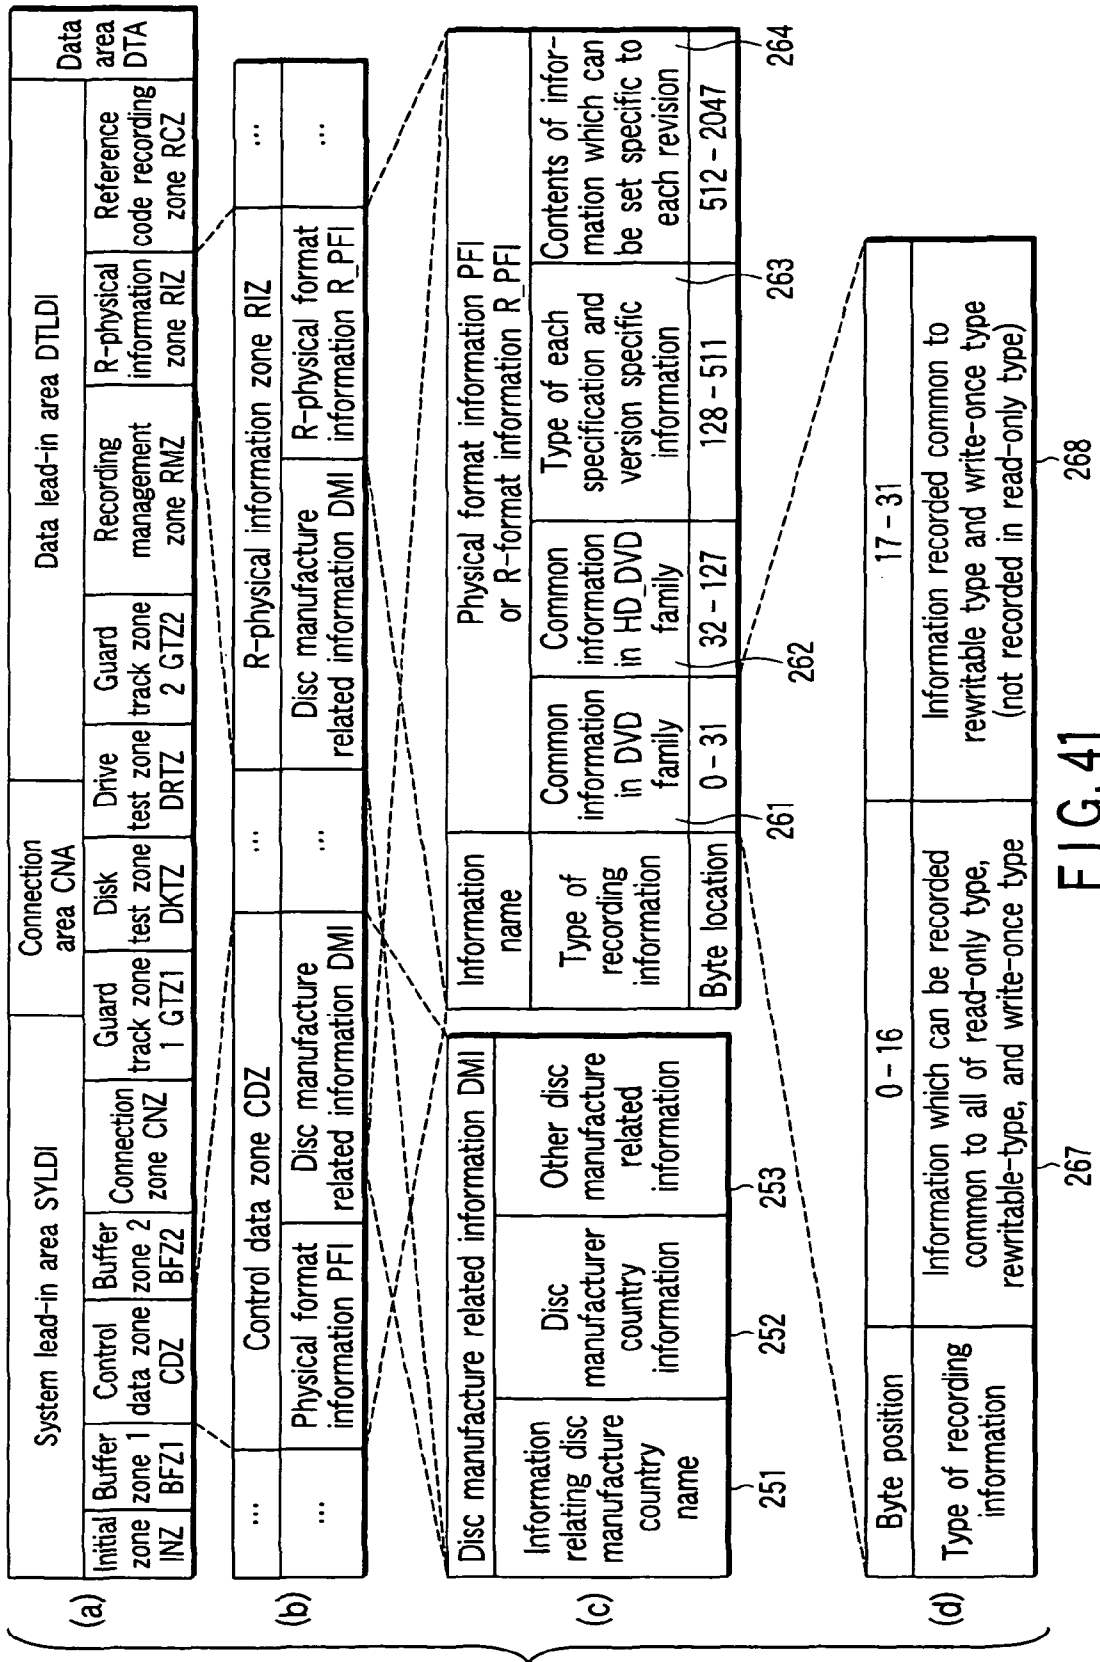 (a)
System lead-in area SYLDI
Connection
area CNA
Data lead-in area DTLDI
Data
area
DTA
Initial
zone
INZ
Buffer
zone 1
BFZ1
Control
data zone
CDZ
Buffer
zone 2
BFZ2
Connection
zone CNZ
Guard
track zone
1 GTZ1
Disk
test zone
DKTZ
Drive
test zone
DRTZ
Guard
track zone
2 GTZ2
Recording
management
zone RMZ
R-physical
information
zone RIZ
Reference
code recording
zone RCZ
(b)
...
Control data zone CDZ
...
R-physical information zone RIZ
...
...
Physical format
information PFI
Disc manufacture
related information DMI
...
Disc manufacture
related information DMI
R-physical format
information R_PFI
...
(c)
Disc manufacture related information DMI
Information
relating disc
manufacture
country
name
Disc
manufacturer
country
information
Other disc
manufacture
related
information
251
252
253
Information
name
Physical format information PFI
or R-format information R_PFI
Type of
recording
information
Common
information
in DVD
family
Common
information
in HD_DVD
family
Type of each
specification and
version specific
information
Contents of infor-
mation which can
be set specific to
each revision
Byte location
0 - 31
32 - 127
128 - 511
512 - 2047
261
262
263
264
(d)
Byte position
0 - 16
17 - 31
Type of recording
information
Information which can be recorded
common to all of read-only type,
rewritable-type, and write-once type
Information recorded common to
rewritable type and write-once type
(not recorded in read-only type)
267
268
FIG. 41